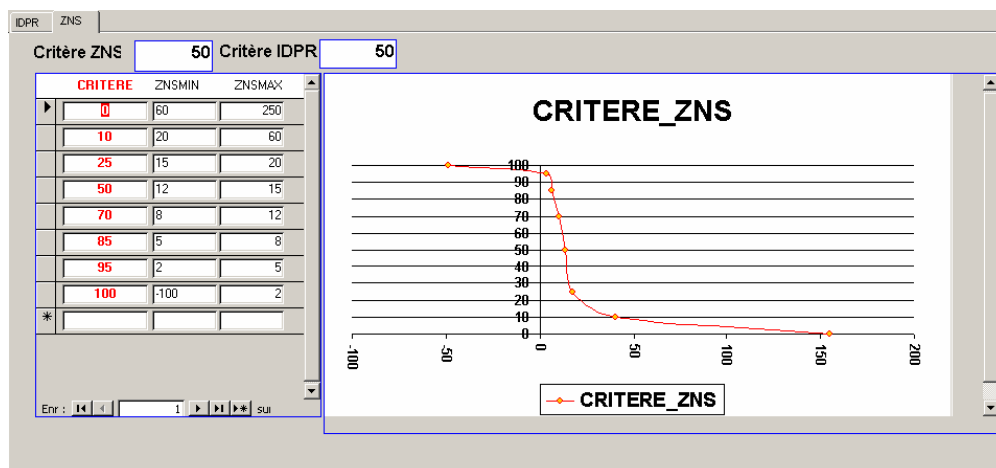 IDPR ZNS
Critère ZNS 50 Critère IDPR 50
CRITERE ZNSMIN ZNSMAX
0 60 250
10 20 60
25 15 20
50 12 15
70 8 12
85 5 8
95 2 5
100 -100 2
*
Enr : 1 sur
CRITERE_ZNS
100
90
80
70
60
50
40
30
20
10
0
-100 -50 0 50 100 150 200
CRITERE_ZNS